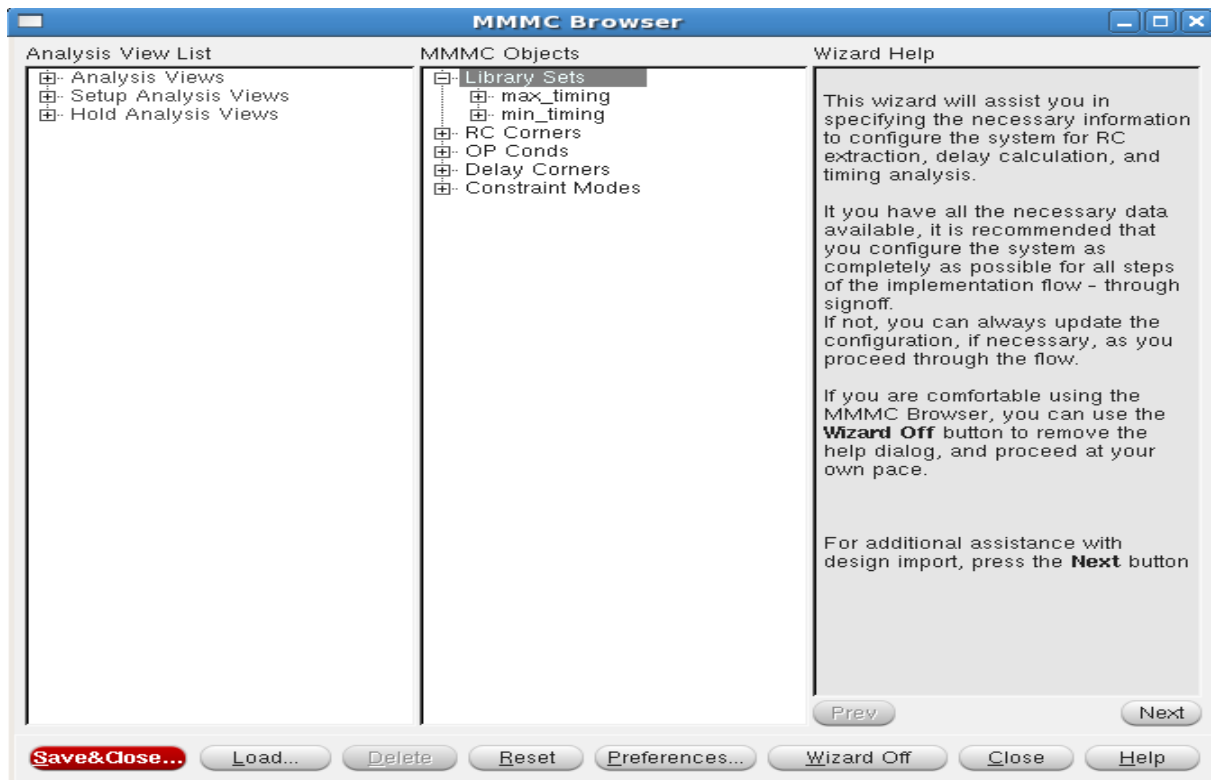 MMMC Browser
Analysis View List
Analysis Views
Setup Analysis Views
Hold Analysis Views
MMMC Objects
Library Sets
max_timing
min_timing
RC Corners
OP Conds
Delay Corners
Constraint Modes
Wizard Help
This wizard will assist you in
specifying the necessary information
to configure the system for RC
extraction, delay calculation, and
timing analysis.
It you have all the necessary data
available, it is recommended that
you configure the system as
completely as possible for all steps
of the implementation flow – through
signoff.
If not, you can always update the
configuration, if necessary, as you
proceed through the flow.
If you are comfortable using the
MMMC Browser, you can use the
Wizard Off button to remove the
help dialog, and proceed at your
own pace.
For additional assistance with
design import, press the Next button
Prev Next
Save&Close... Load... Delete Reset Preferences... Wizard Off Close Help